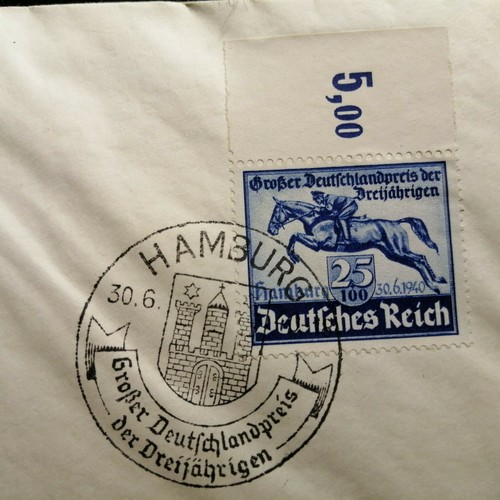 5,00
Großer Deutschlandpreis der
Dreijährigen
25
100
Hamburg 30.6.1940
Deutsches Reich
HAMBURG
30.6.
Großer Deutschlandpreis
der Dreijährigen